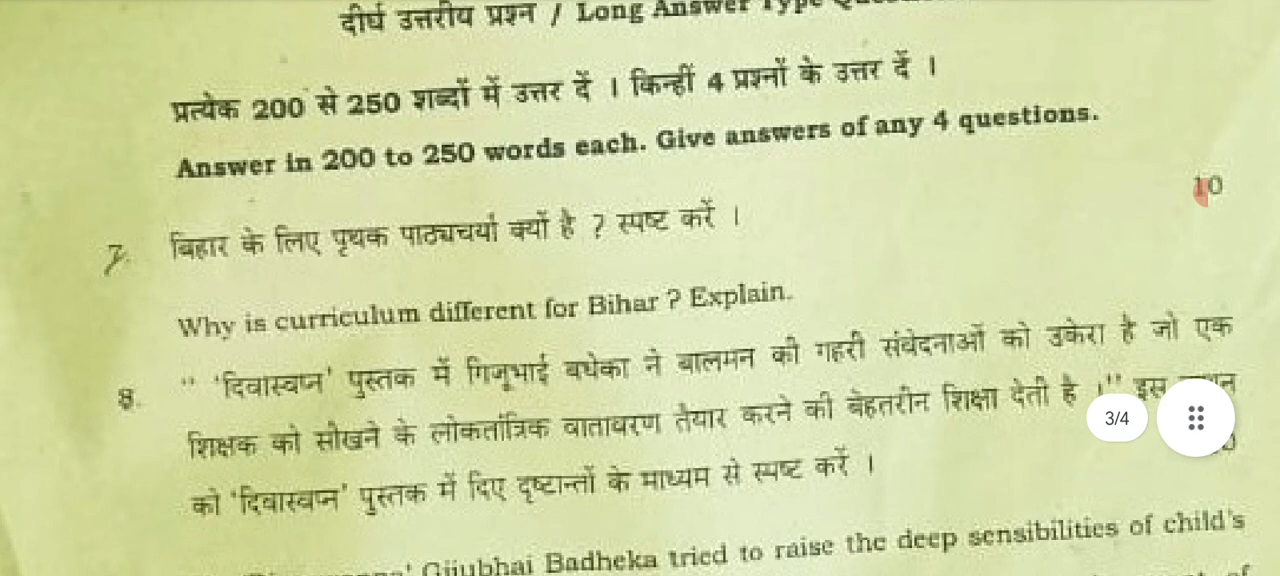 दीर्घ उत्तरीय प्रश्न / Long Answer Type
प्रत्येक 200 से 250 शब्दों में उत्तर दें । किन्हीं 4 प्रश्नों के उत्तर दें ।
Answer in 200 to 250 words each. Give answers of any 4 questions.
10
7. बिहार के लिए पृथक पाठ्यचर्या क्यों है ? स्पष्ट करें ।
Why is curriculum different for Bihar ? Explain.
8. " 'दिवास्वप्न' पुस्तक में गिजूभाई बधेका ने बालमन की गहरी संवेदनाओं को उकेरा है जो एक
शिक्षक को सीखने के लोकतांत्रिक वातावरण तैयार करने की बेहतरीन शिक्षा देती है ।" इस
3/4
को 'दिवास्वप्न' पुस्तक में दिए दृष्टान्तों के माध्यम से स्पष्ट करें ।
Gijubhai Badheka tried to raise the deep sensibilities of child's
of